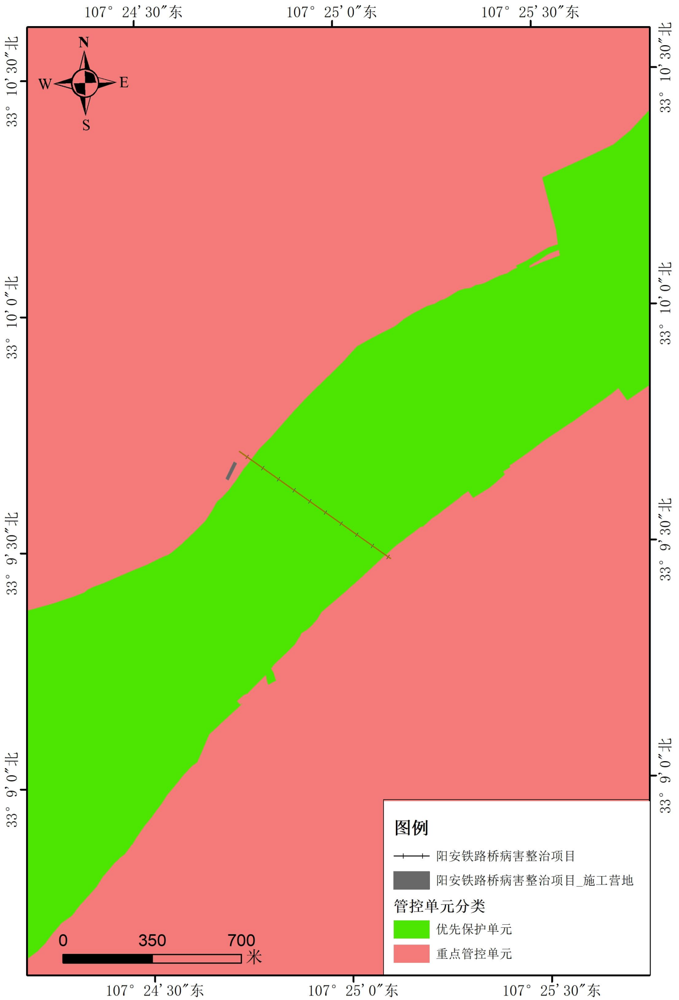 107° 24′30″东
107° 25′0″东
107° 25′30″东
N
W
E
S
33° 10′30″北
33° 10′0″北
33° 9′30″北
33° 9′0″北
33° 10′30″北
33° 10′0″北
33° 9′30″北
33° 9′0″北
图例
阳安铁路桥病害整治项目
阳安铁路桥病害整治项目_施工营地
管控单元分类
优先保护单元
重点管控单元
0 350 700
米
107° 24′30″东
107° 25′0″东
107° 25′30″东